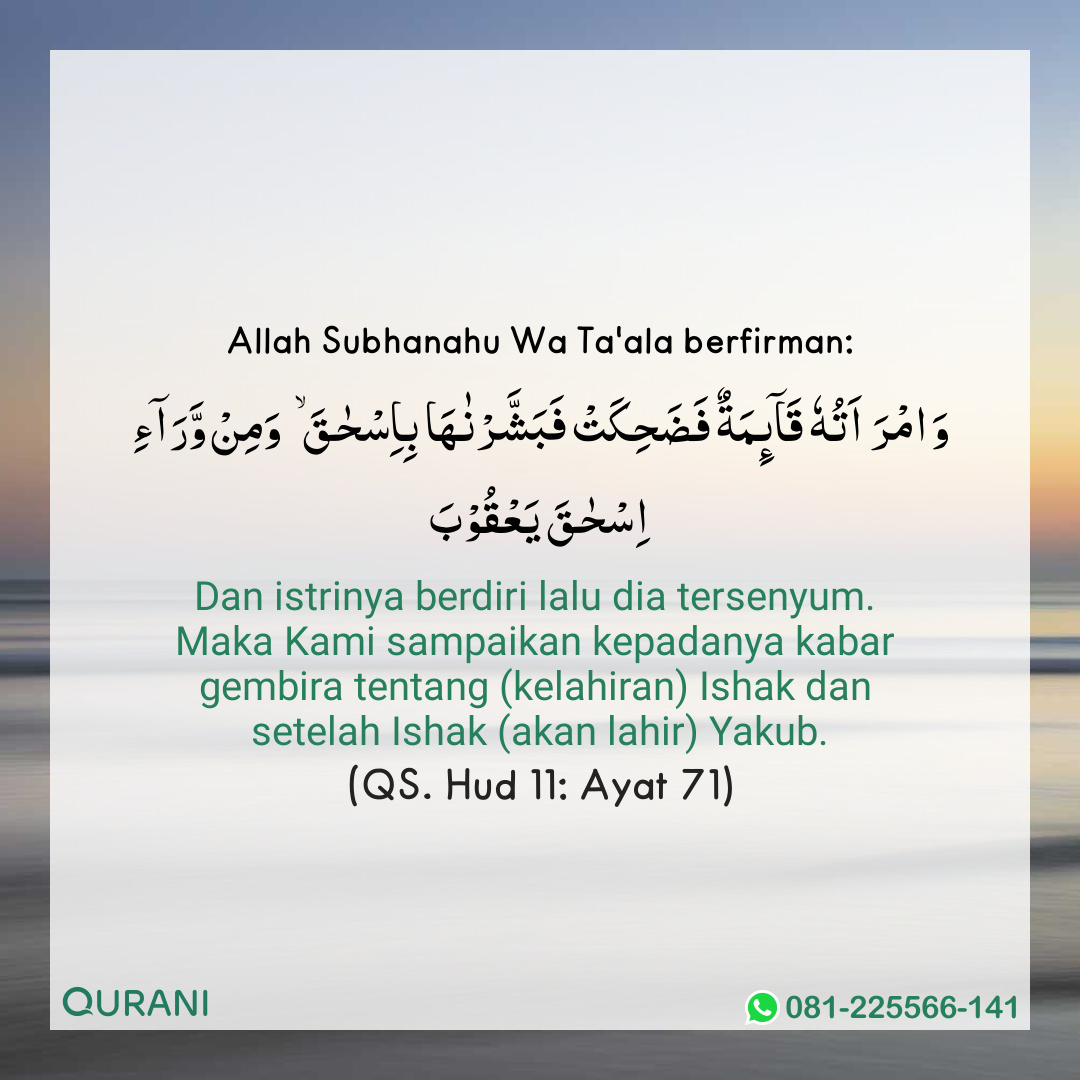 Allah Subhanahu Wa Ta'ala berfirman:
وَامْرَ اَتُهٗ قَآئِمَةٌ فَضَحِكَتْ فَبَشَّرْنٰهَا بِاِسْحٰقَ ۙ وَمِنْ وَّرَآءِ
اِسْحٰقَ يَعْقُوْبَ
Dan istrinya berdiri lalu dia tersenyum.
Maka Kami sampaikan kepadanya kabar
gembira tentang (kelahiran) Ishak dan
setelah Ishak (akan lahir) Yakub.
(QS. Hud 11: Ayat 71)
QURANI
081-225566-141